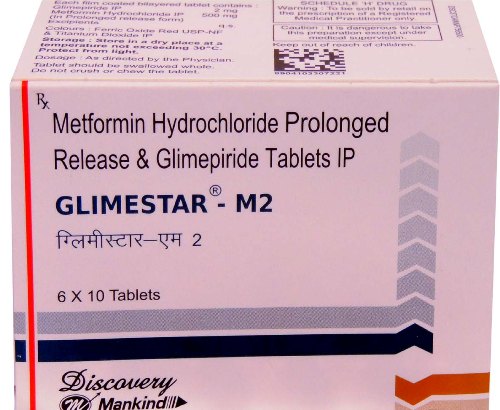 Each film coated bilayered tablet contains :
Glimepiride IP 2 mg
Metformin Hydrochloride IP 500 mg
(In Prolonged release form)
Excipients q.s.
Colours : Ferric Oxide Red USP-NF
& Titanium Dioxide IP
Storage : Store in a dry place at a
temperature not exceeding 30°C.
Protect from light.
Dosage : As directed by the Physician.
Tablet should be swallowed whole.
Do not crush or chew the tablet.
SCHEDULE 'H' DRUG
Warning : To be sold by retail on
the prescription of a Registered
Medical Practitioner only.
Caution : It is dangerous to take
this preparation except under
medical supervision.
Keep out of reach of children.
Rx
Metformin Hydrochloride Prolonged
Release & Glimepiride Tablets IP
GLIMESTAR® - M2
ग्लिमीस्टार–एम 2
6 X 10 Tablets
Discovery
Mankind